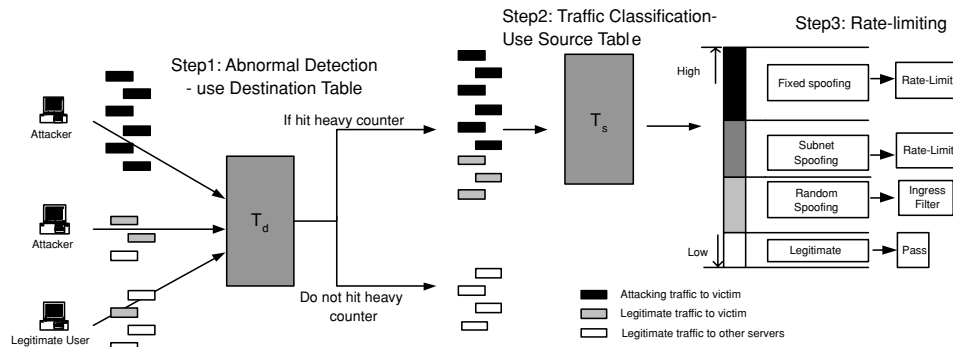 Step1: Abnormal Detection
- use Destination Table
Step2: Traffic Classification-
Use Source Table
Step3: Rate-limiting
Attacker
Attacker
Legitimate User
T_d
If hit heavy counter
Do not hit heavy
counter
T_s
High
Low
Fixed spoofing
Rate-Limit
Subnet
Spoofing
Rate-Limit
Random
Spoofing
Ingress
Filter
Legitimate
Pass
Attacking traffic to victim
Legitimate traffic to victim
Legitimate traffic to other servers